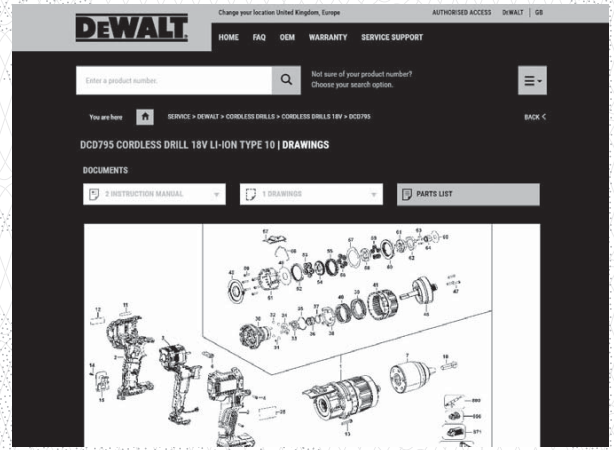 Change your location United Kingdom, Europe
AUTHORISED ACCESS DeWALT | GB
DEWALT
HOME FAQ OEM WARRANTY SERVICE SUPPORT
Enter a product number.
Not sure of your product number?
Choose your search option.
You are here
SERVICE > DEWALT > CORDLESS DRILLS > CORDLESS DRILLS 18V > DCD795
BACK <
DCD795 CORDLESS DRILL 18V LI-ION TYPE 10 | DRAWINGS
DOCUMENTS
2 INSTRUCTION MANUAL
1 DRAWINGS
PARTS LIST